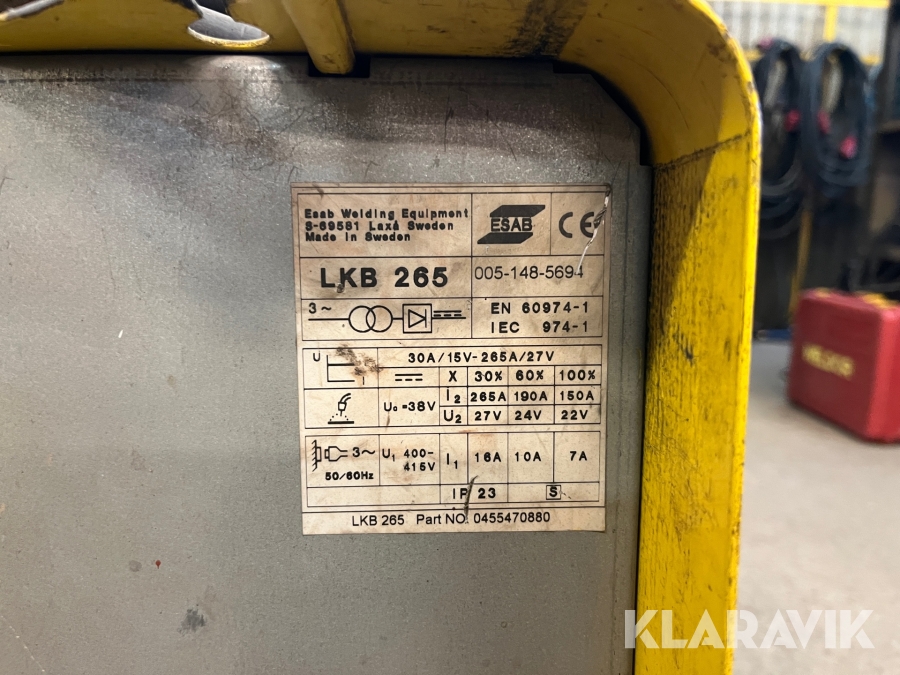 Esab Welding Equipment
S-69581 Laxå Sweden
Made in Sweden
ESAB
CE
LKB 265
005-148-5694
3~
EN 60974-1
IEC 974-1
U
I
30A/15V-265A/27V
X 30% 60% 100%
U₀=38V
I₂ 265A 190A 150A
U₂ 27V 24V 22V
3~
50/60Hz
U₁ 400-
415V
I₁ 16A 10A 7A
IP 23
S
LKB 265 Part NO. 0455470880
KLARAVIK